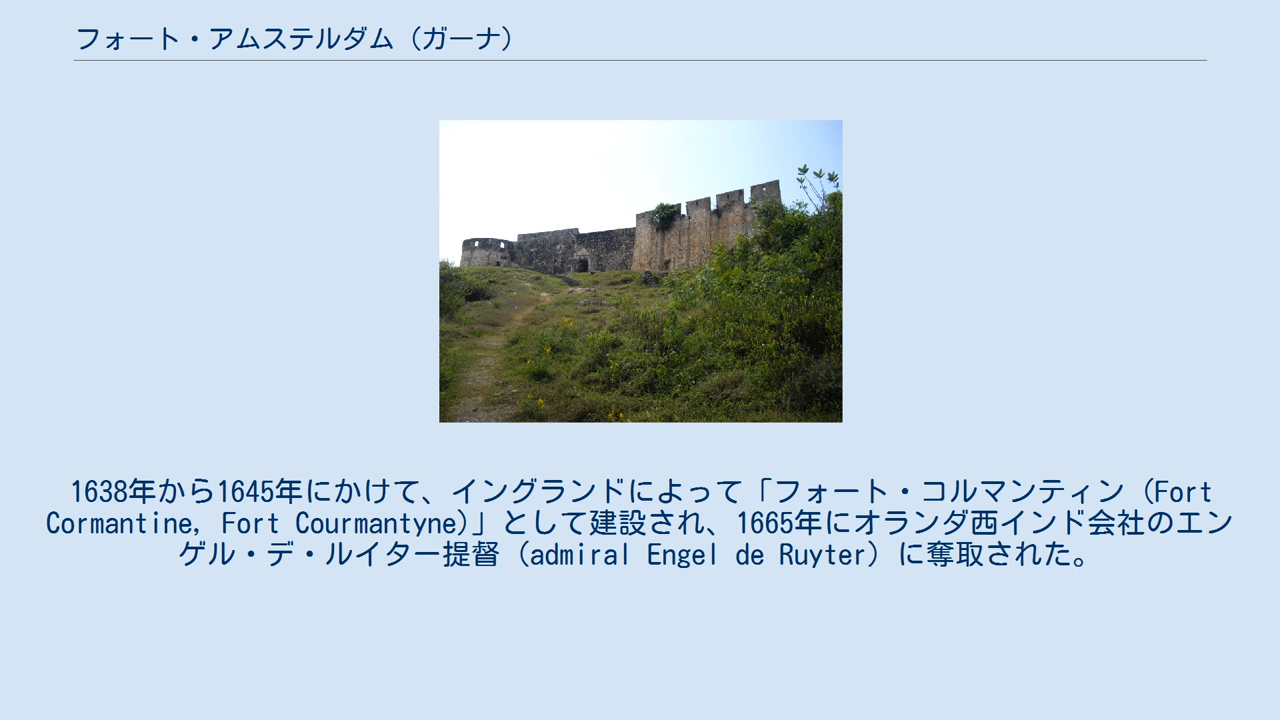 フォート・アムステルダム（ガーナ）
1638年から1645年にかけて、イングランドによって「フォート・コルマンティン（Fort
Cormantine, Fort Courmantyne)」として建設され、1665年にオランダ西インド会社のエン
ゲル・デ・ルイター提督（admiral Engel de Ruyter）に奪取された。